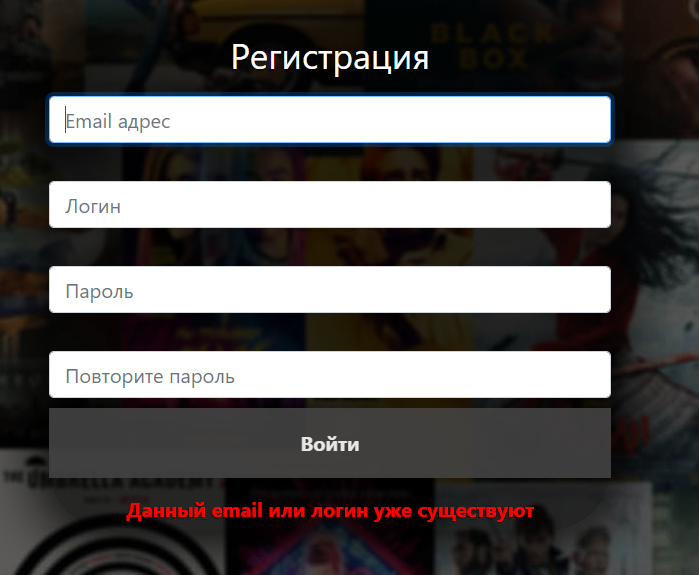 BLACK
BOX
Регистрация
Email адрес
Логин
Пароль
Повторите пароль
Войти
THE UMBRELLA ACADEMY
Данный email или логин уже существуют